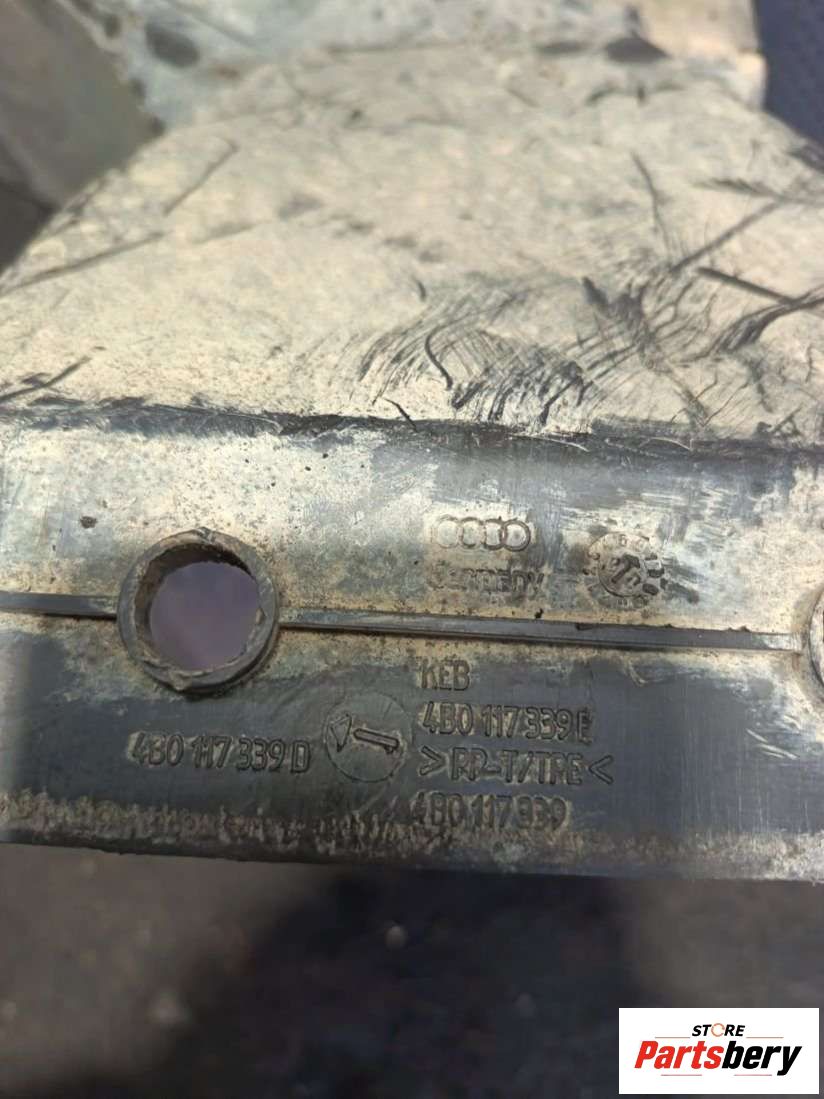 Germany
KEB
4B0 117 339 E
4B0 117 339 D
>PP-T/TPE<
4B0 117 339
STORE
Partsbery